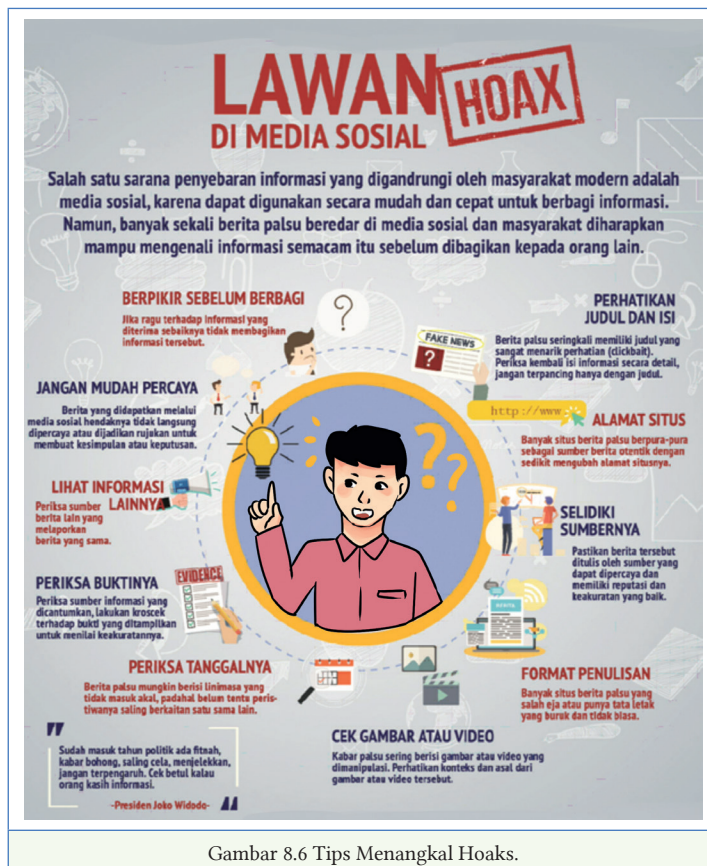 LAWAN
HOAX
DI MEDIA SOSIAL
Salah satu sarana penyebaran informasi yang digandrungi oleh masyarakat modern adalah
media sosial, karena dapat digunakan secara mudah dan cepat untuk berbagi informasi.
Namun, banyak sekali berita palsu beredar di media sosial dan masyarakat diharapkan
mampu mengenali informasi semacam itu sebelum dibagikan kepada orang lain.
BERPIKIR SEBELUM BERBAGI
Jika ragu terhadap informasi yang
diterima sebaiknya tidak membagikan
informasi tersebut.
?
FAKE NEWS
?
PERHATIKAN
JUDUL DAN ISI
Berita palsu seringkali memiliki judul yang
sangat menarik perhatian (clickbait).
Periksa kembali isi informasi secara detail,
jangan terpancing hanya dengan judul.
JANGAN MUDAH PERCAYA
Berita yang didapatkan melalui
media sosial hendaknya tidak langsung
dipercaya atau dijadikan rujukan untuk
membuat kesimpulan atau keputusan.
http://www.
ALAMAT SITUS
Banyak situs berita palsu berpura-pura
sebagai sumber berita otentik dengan
sedikit mengubah alamat situsnya.
???
LIHAT INFORMASI
LAINNYA
Periksa sumber
berita lain yang
melaporkan
berita yang sama.
SELIDIKI
SUMBERNYA
Pastikan berita tersebut
ditulis oleh sumber yang
dapat dipercaya dan
memiliki reputasi dan
keakuratan yang baik.
PERIKSA BUKTINYA
Periksa sumber informasi yang
dicantumkan, lakukan kroscek
terhadap bukti yang ditampilkan
untuk menilai keakuratannya.
EVIDENCE
BERITA
PERIKSA TANGGALNYA
Berita palsu mungkin berisi linimasa yang
tidak masuk akal, padahal belum tentu peris-
tiwanya saling berkaitan satu sama lain.
FORMAT PENULISAN
Banyak situs berita palsu yang
salah eja atau punya tata letak
yang buruk dan tidak biasa.
CEK GAMBAR ATAU VIDEO
Kabar palsu sering berisi gambar atau video yang
dimanipulasi. Perhatikan konteks dan asal dari
gambar atau video tersebut.
"
Sudah masuk tahun politik ada fitnah,
kabar bohong, saling cela, menjelekkan,
jangan terpengaruh. Cek betul kalau
orang kasih informasi.
-Presiden Joko Widodo- "
Gambar 8.6 Tips Menangkal Hoaks.